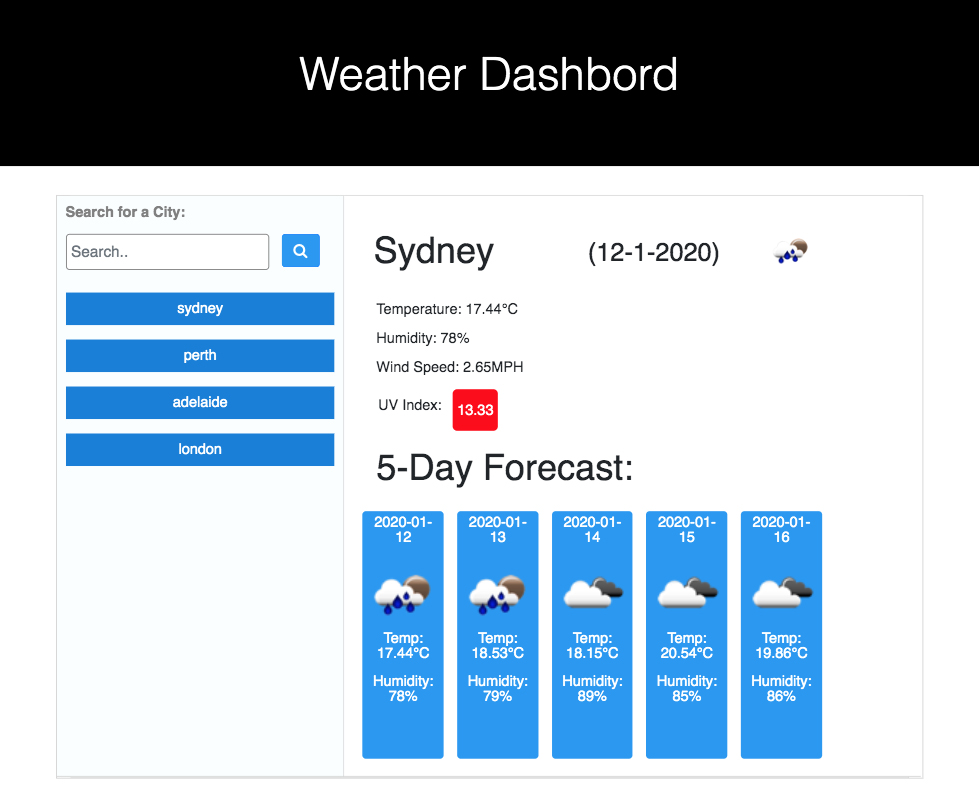 Weather Dashbord
Search for a City:
Search..
sydney
perth
adelaide
london
Sydney
(12-1-2020)
Temperature: 17.44°C
Humidity: 78%
Wind Speed: 2.65MPH
UV Index:
13.33
5-Day Forecast:
2020-01-
12
Temp:
17.44°C
Humidity:
78%
2020-01-
13
Temp:
18.53°C
Humidity:
79%
2020-01-
14
Temp:
18.15°C
Humidity:
89%
2020-01-
15
Temp:
20.54°C
Humidity:
85%
2020-01-
16
Temp:
19.86°C
Humidity:
86%